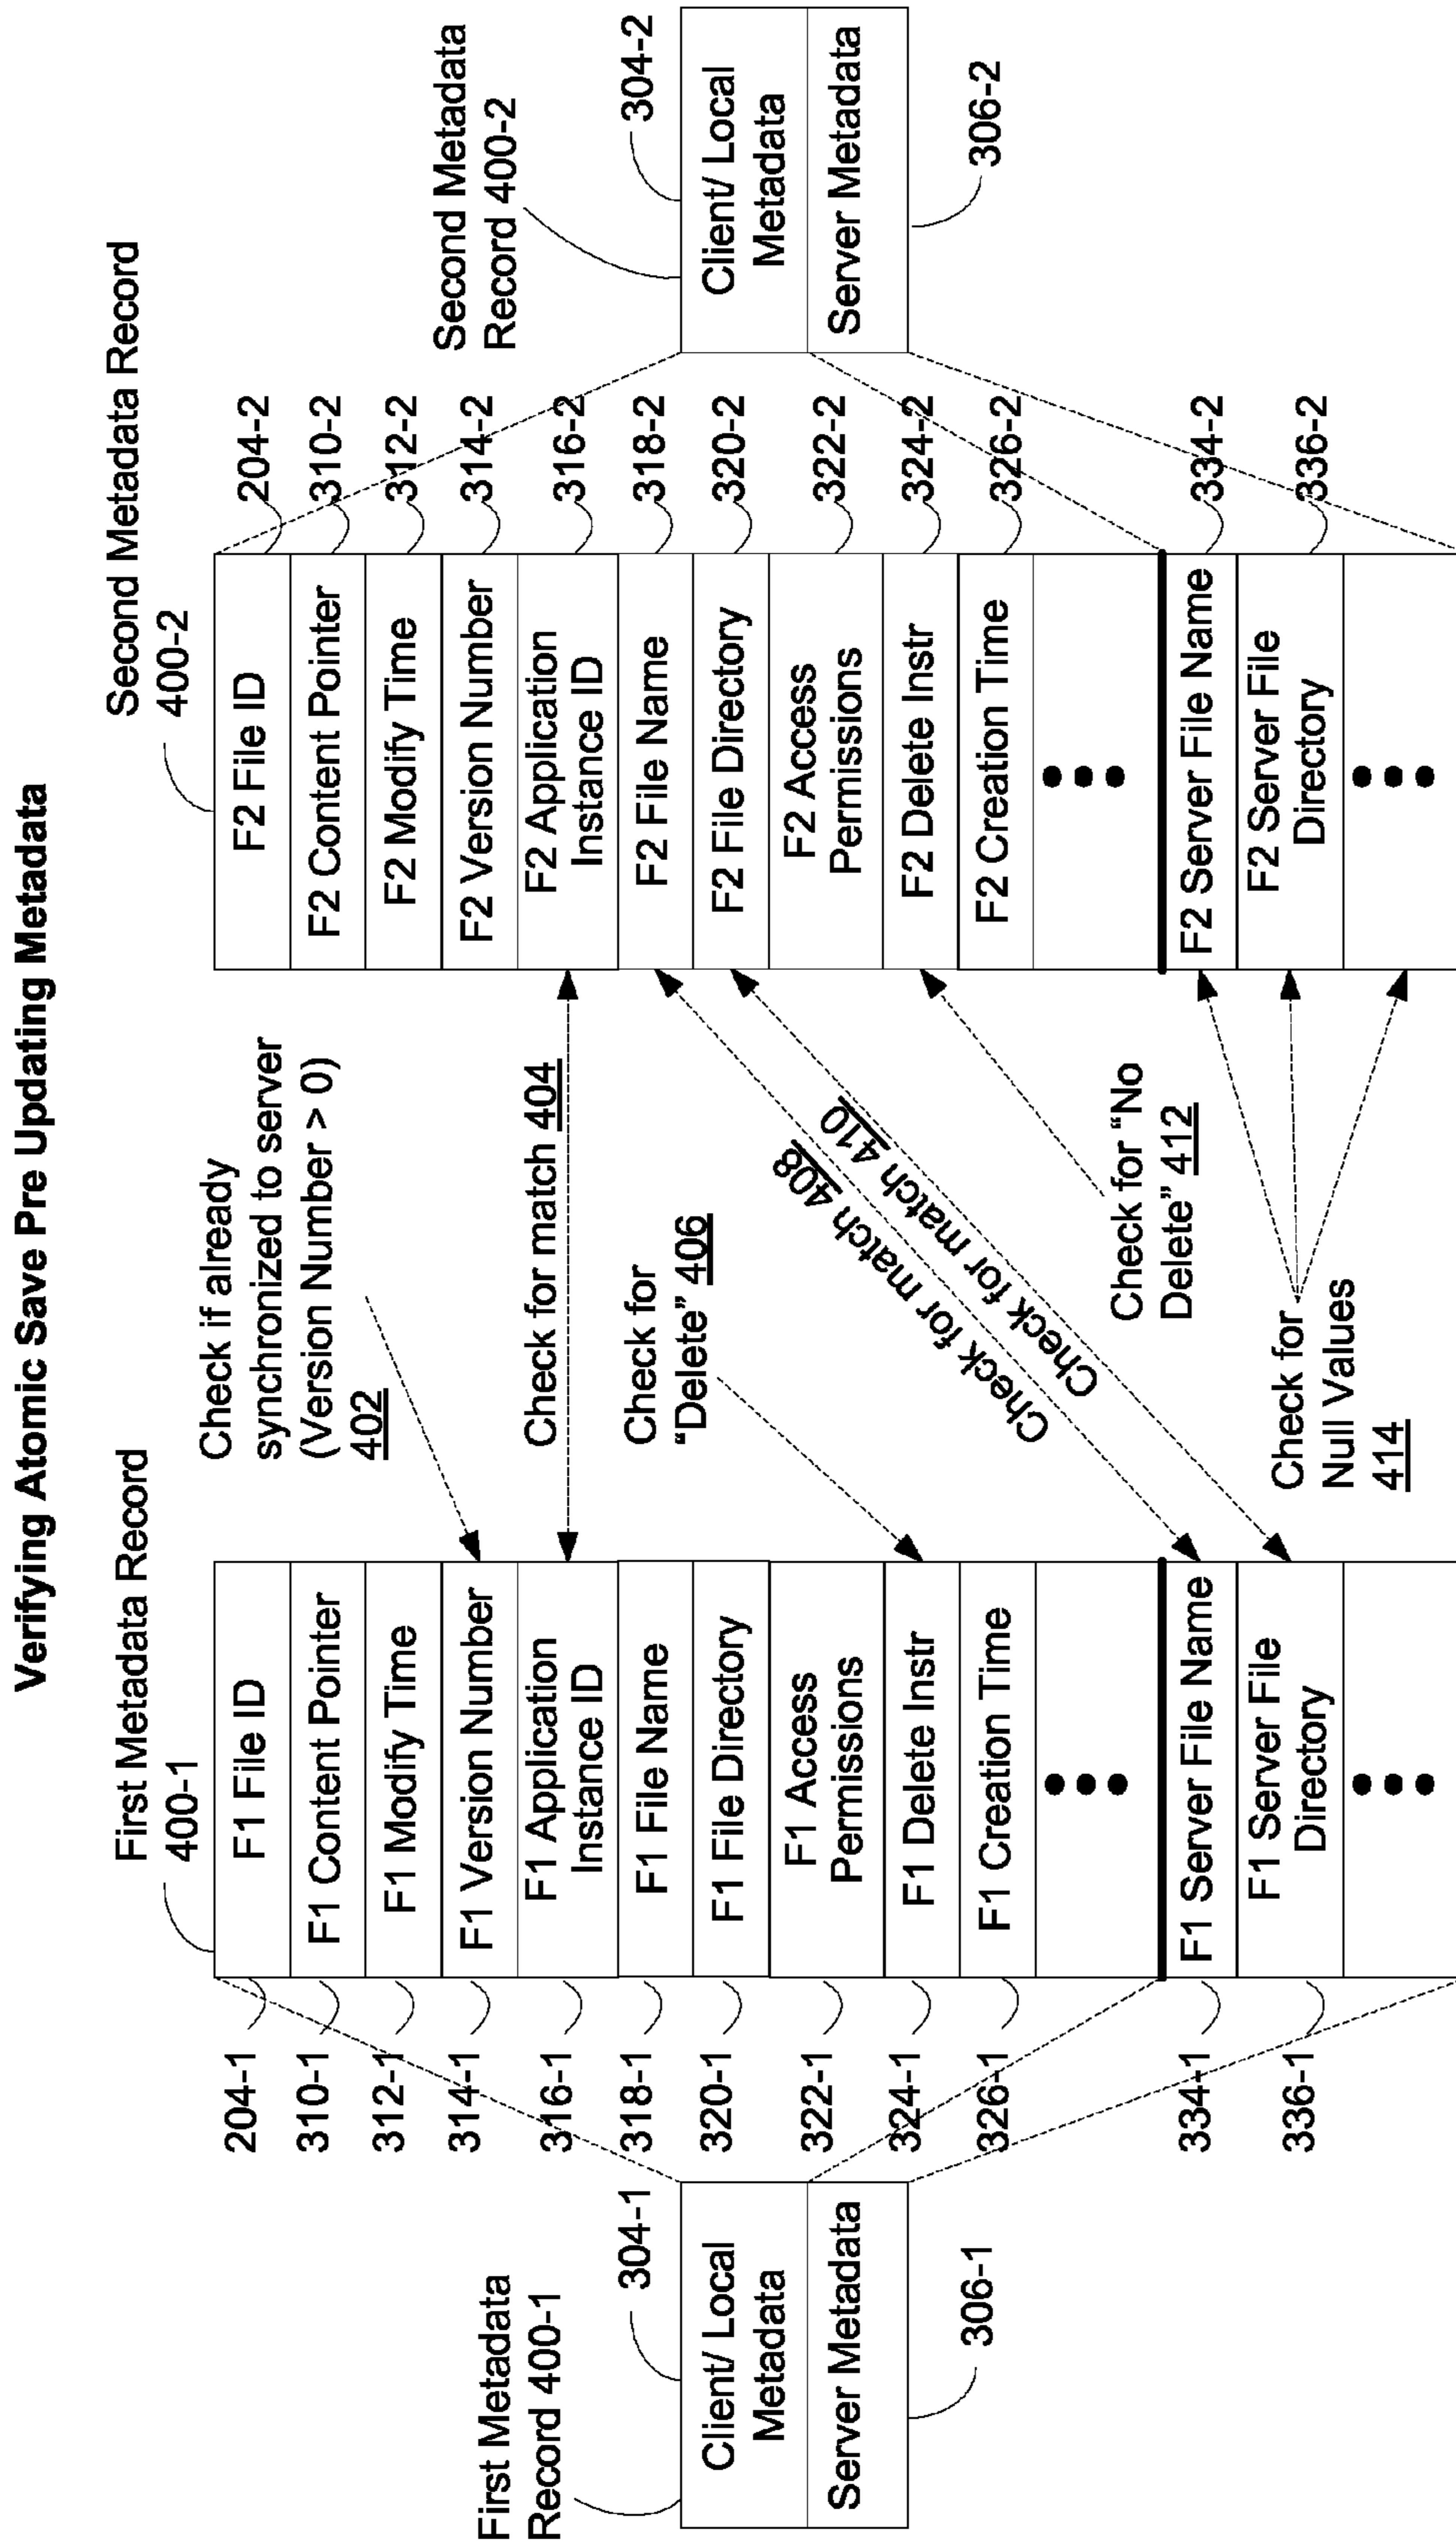 Verifying Atomic Save Pre Updating Metadata
First Metadata
Record 400-1
304-1
Client/ Local
Metadata
Server Metadata
306-1
First Metadata Record
400-1
204-1
F1 File ID
310-1
F1 Content Pointer
312-1
F1 Modify Time
314-1
F1 Version Number
316-1
F1 Application
Instance ID
318-1
F1 File Name
320-1
F1 File Directory
322-1
F1 Access
Permissions
324-1
F1 Delete Instr
326-1
F1 Creation Time
334-1
F1 Server File Name
336-1
F1 Server File
Directory
Check if already
synchronized to server
(Version Number > 0)
402
Check for match 404
Check for
“Delete” 406
Check for match 408
Check for match 410
Check for “No
Delete” 412
Check for
Null Values
414
Second Metadata Record
400-2
F2 File ID
204-2
F2 Content Pointer
310-2
F2 Modify Time
312-2
F2 Version Number
314-2
F2 Application
Instance ID
316-2
F2 File Name
318-2
F2 File Directory
320-2
F2 Access
Permissions
322-2
F2 Delete Instr
324-2
F2 Creation Time
326-2
F2 Server File Name
334-2
F2 Server File
Directory
336-2
Second Metadata
Record 400-2
304-2
Client/ Local
Metadata
Server Metadata
306-2